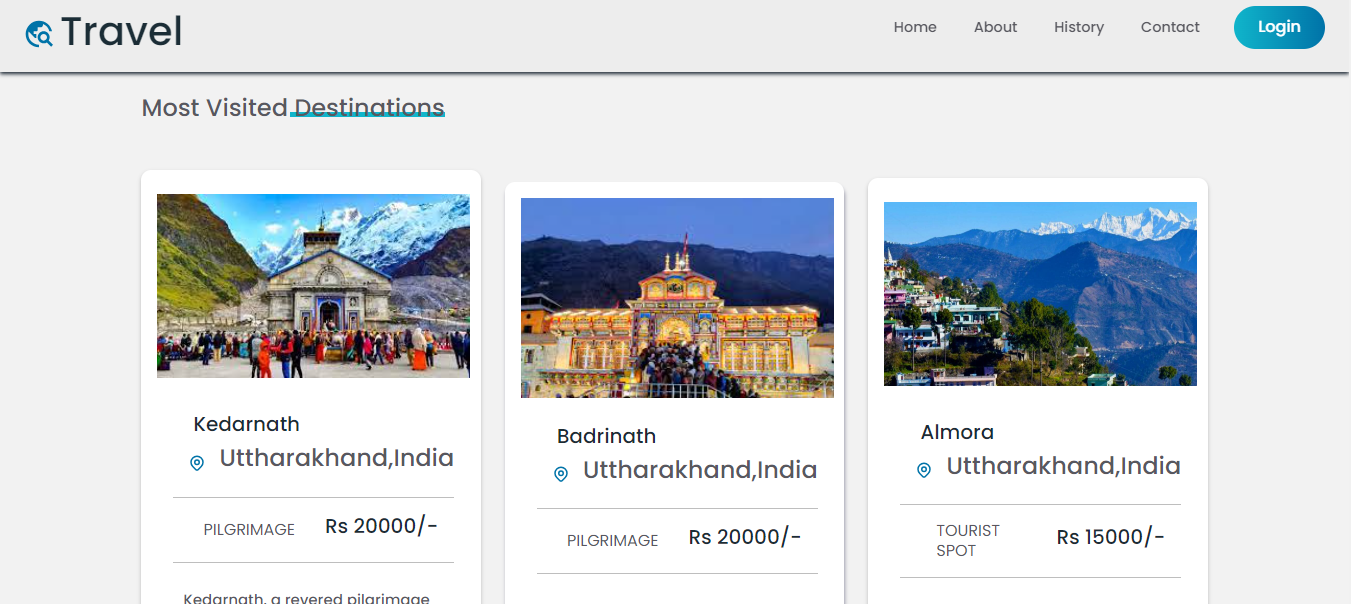 Travel
Home About History Contact Login
Most Visited Destinations
Kedarnath
Uttharakhand,India
PILGRIMAGE Rs 20000/-
Kedarnath, a revered pilgrimage
Badrinath
Uttharakhand,India
PILGRIMAGE Rs 20000/-
Almora
Uttharakhand,India
TOURIST
SPOT
Rs 15000/-